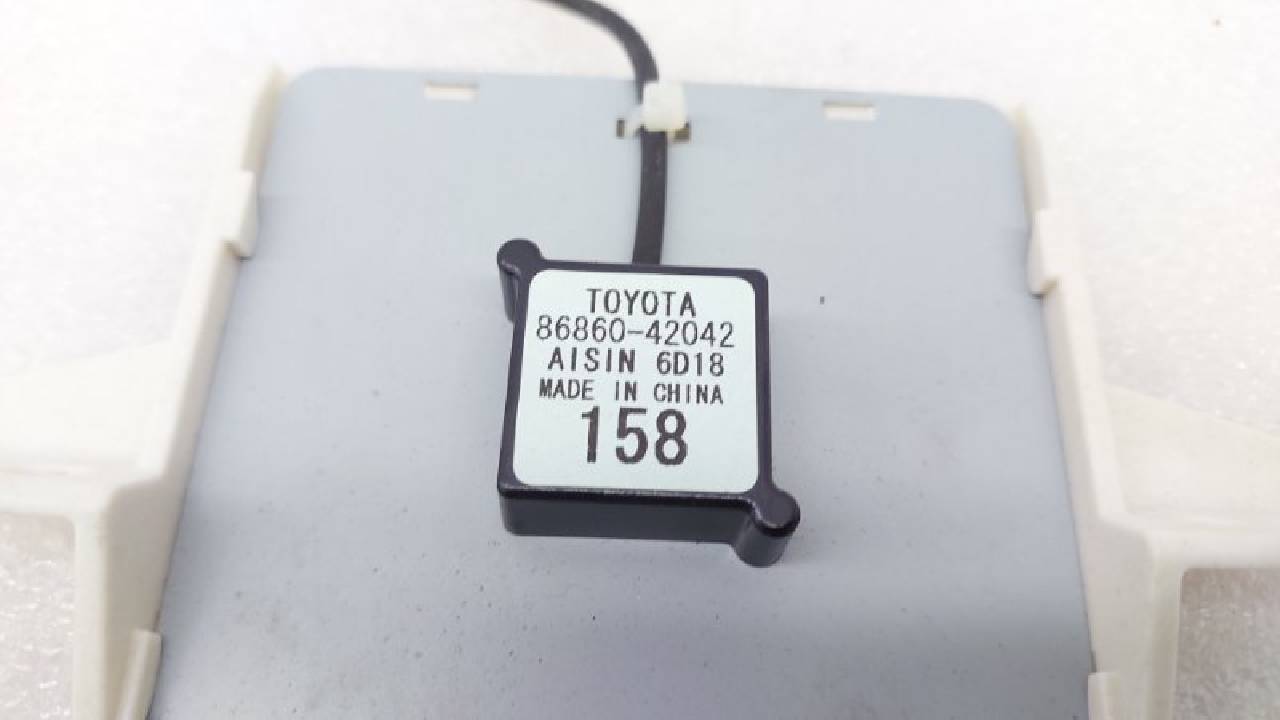 TOYOTA
86860-42042
AISIN 6D18
MADE IN CHINA
158